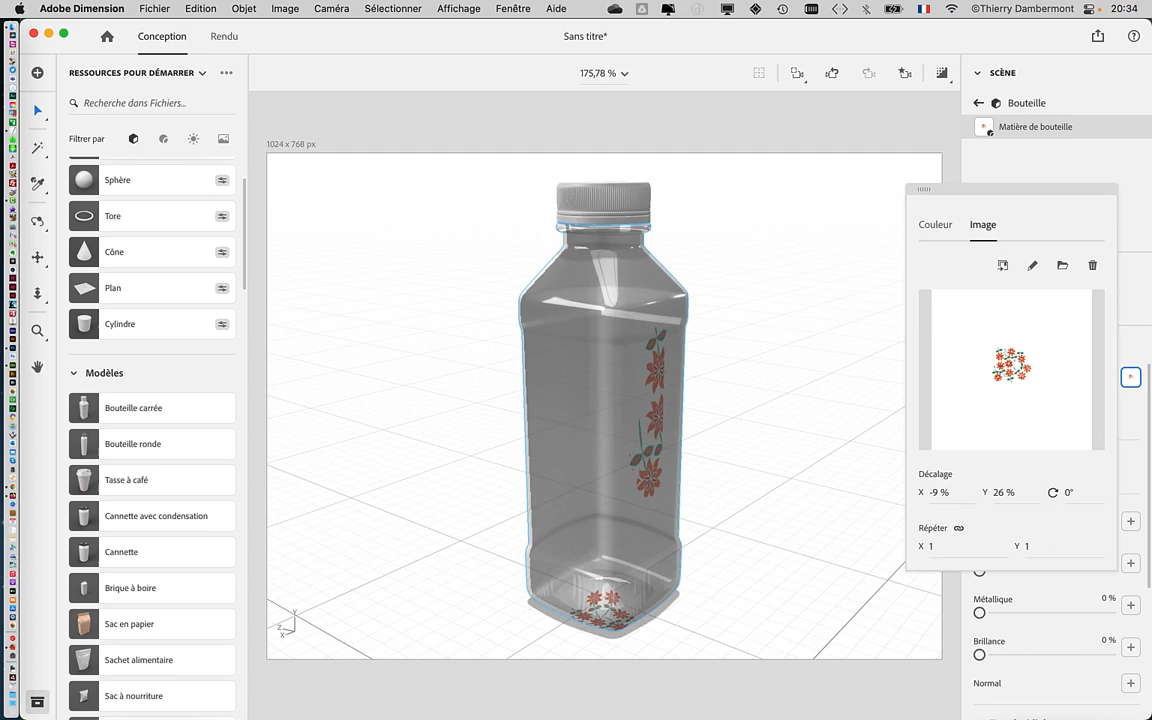 Adobe Dimension Fichier Edition Objet Image Caméra Sélectionner Affichage Fenêtre Aide ©Thierry Dambermont 20:34
Conception Rendu Sans titre*
RESSOURCES POUR DÉMARRER
175,78 %
SCÈNE
Recherche dans Fichiers...
Bouteille
Matière de bouteille
Filtrer par
1024 x 768 px
Sphère
Tore
Cône
Plan
Cylindre
Modèles
Bouteille carrée
Bouteille ronde
Tasse à café
Cannette avec condensation
Cannette
Brique à boire
Sac en papier
Sachet alimentaire
Sac à nourriture
Y
Z
X
Couleur Image
Décalage
X -9 % Y 26 % 0°
Répéter
X 1 Y 1
Métallique 0 %
Brillance 0 %
Normal